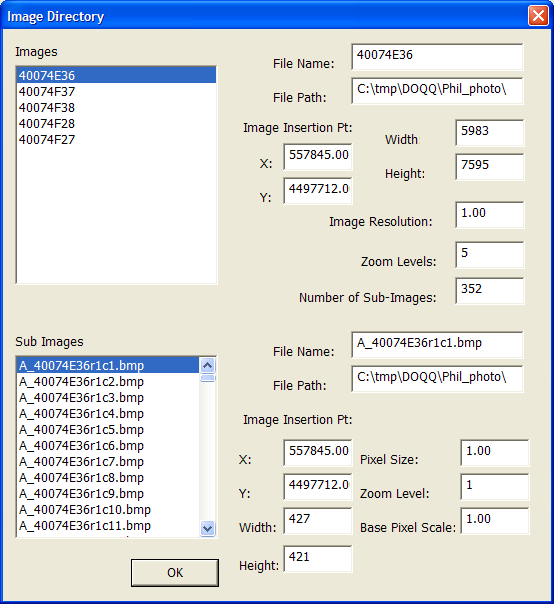 Image Directory
Images
40074E36
40074F37
40074F38
40074F28
40074F27
File Name: 40074E36
File Path: C:\tmp\DOQQ\Phil_photo\
Image Insertion Pt:
X: 557845.00
Y: 4497712.0
Width 5983
Height: 7595
Image Resolution: 1.00
Zoom Levels: 5
Number of Sub-Images: 352
Sub Images
A_40074E36r1c1.bmp
A_40074E36r1c2.bmp
A_40074E36r1c3.bmp
A_40074E36r1c4.bmp
A_40074E36r1c5.bmp
A_40074E36r1c6.bmp
A_40074E36r1c7.bmp
A_40074E36r1c8.bmp
A_40074E36r1c9.bmp
A_40074E36r1c10.bmp
A_40074E36r1c11.bmp
File Name: A_40074E36r1c1.bmp
File Path: C:\tmp\DOQQ\Phil_photo\
Image Insertion Pt:
X: 557845.00
Y: 4497712.0
Width: 427
Height: 421
Pixel Size: 1.00
Zoom Level: 1
Base Pixel Scale: 1.00
OK